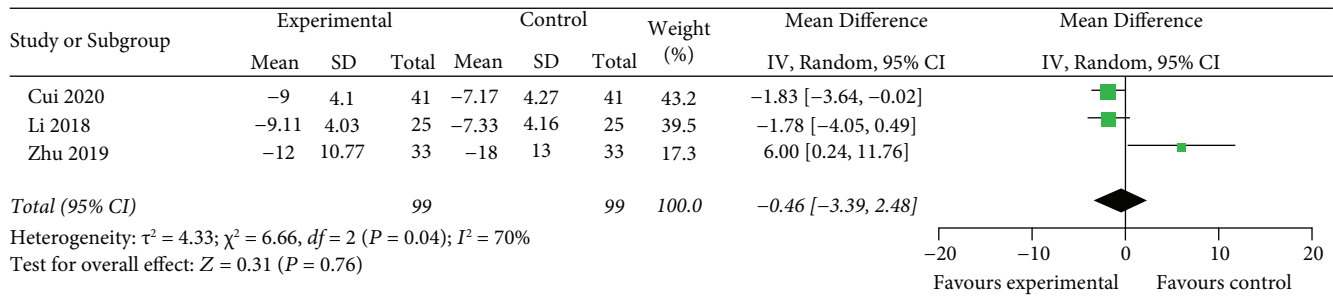 Study or Subgroup Experimental Control Weight (%) Mean Difference Mean Difference
Mean SD Total Mean SD Total IV, Random, 95% CI IV, Random, 95% CI
Cui 2020 −9 4.1 41 −7.17 4.27 41 43.2 −1.83 [−3.64, −0.02]
Li 2018 −9.11 4.03 25 −7.33 4.16 25 39.5 −1.78 [−4.05, 0.49]
Zhu 2019 −12 10.77 33 −18 13 33 17.3 6.00 [0.24, 11.76]
Total (95% CI) 99 99 100.0 −0.46 [−3.39, 2.48]
Heterogeneity: τ² = 4.33; χ² = 6.66, df = 2 (P = 0.04); I² = 70%
Test for overall effect: Z = 0.31 (P = 0.76)
−20 −10 0 10 20
Favours experimental Favours control